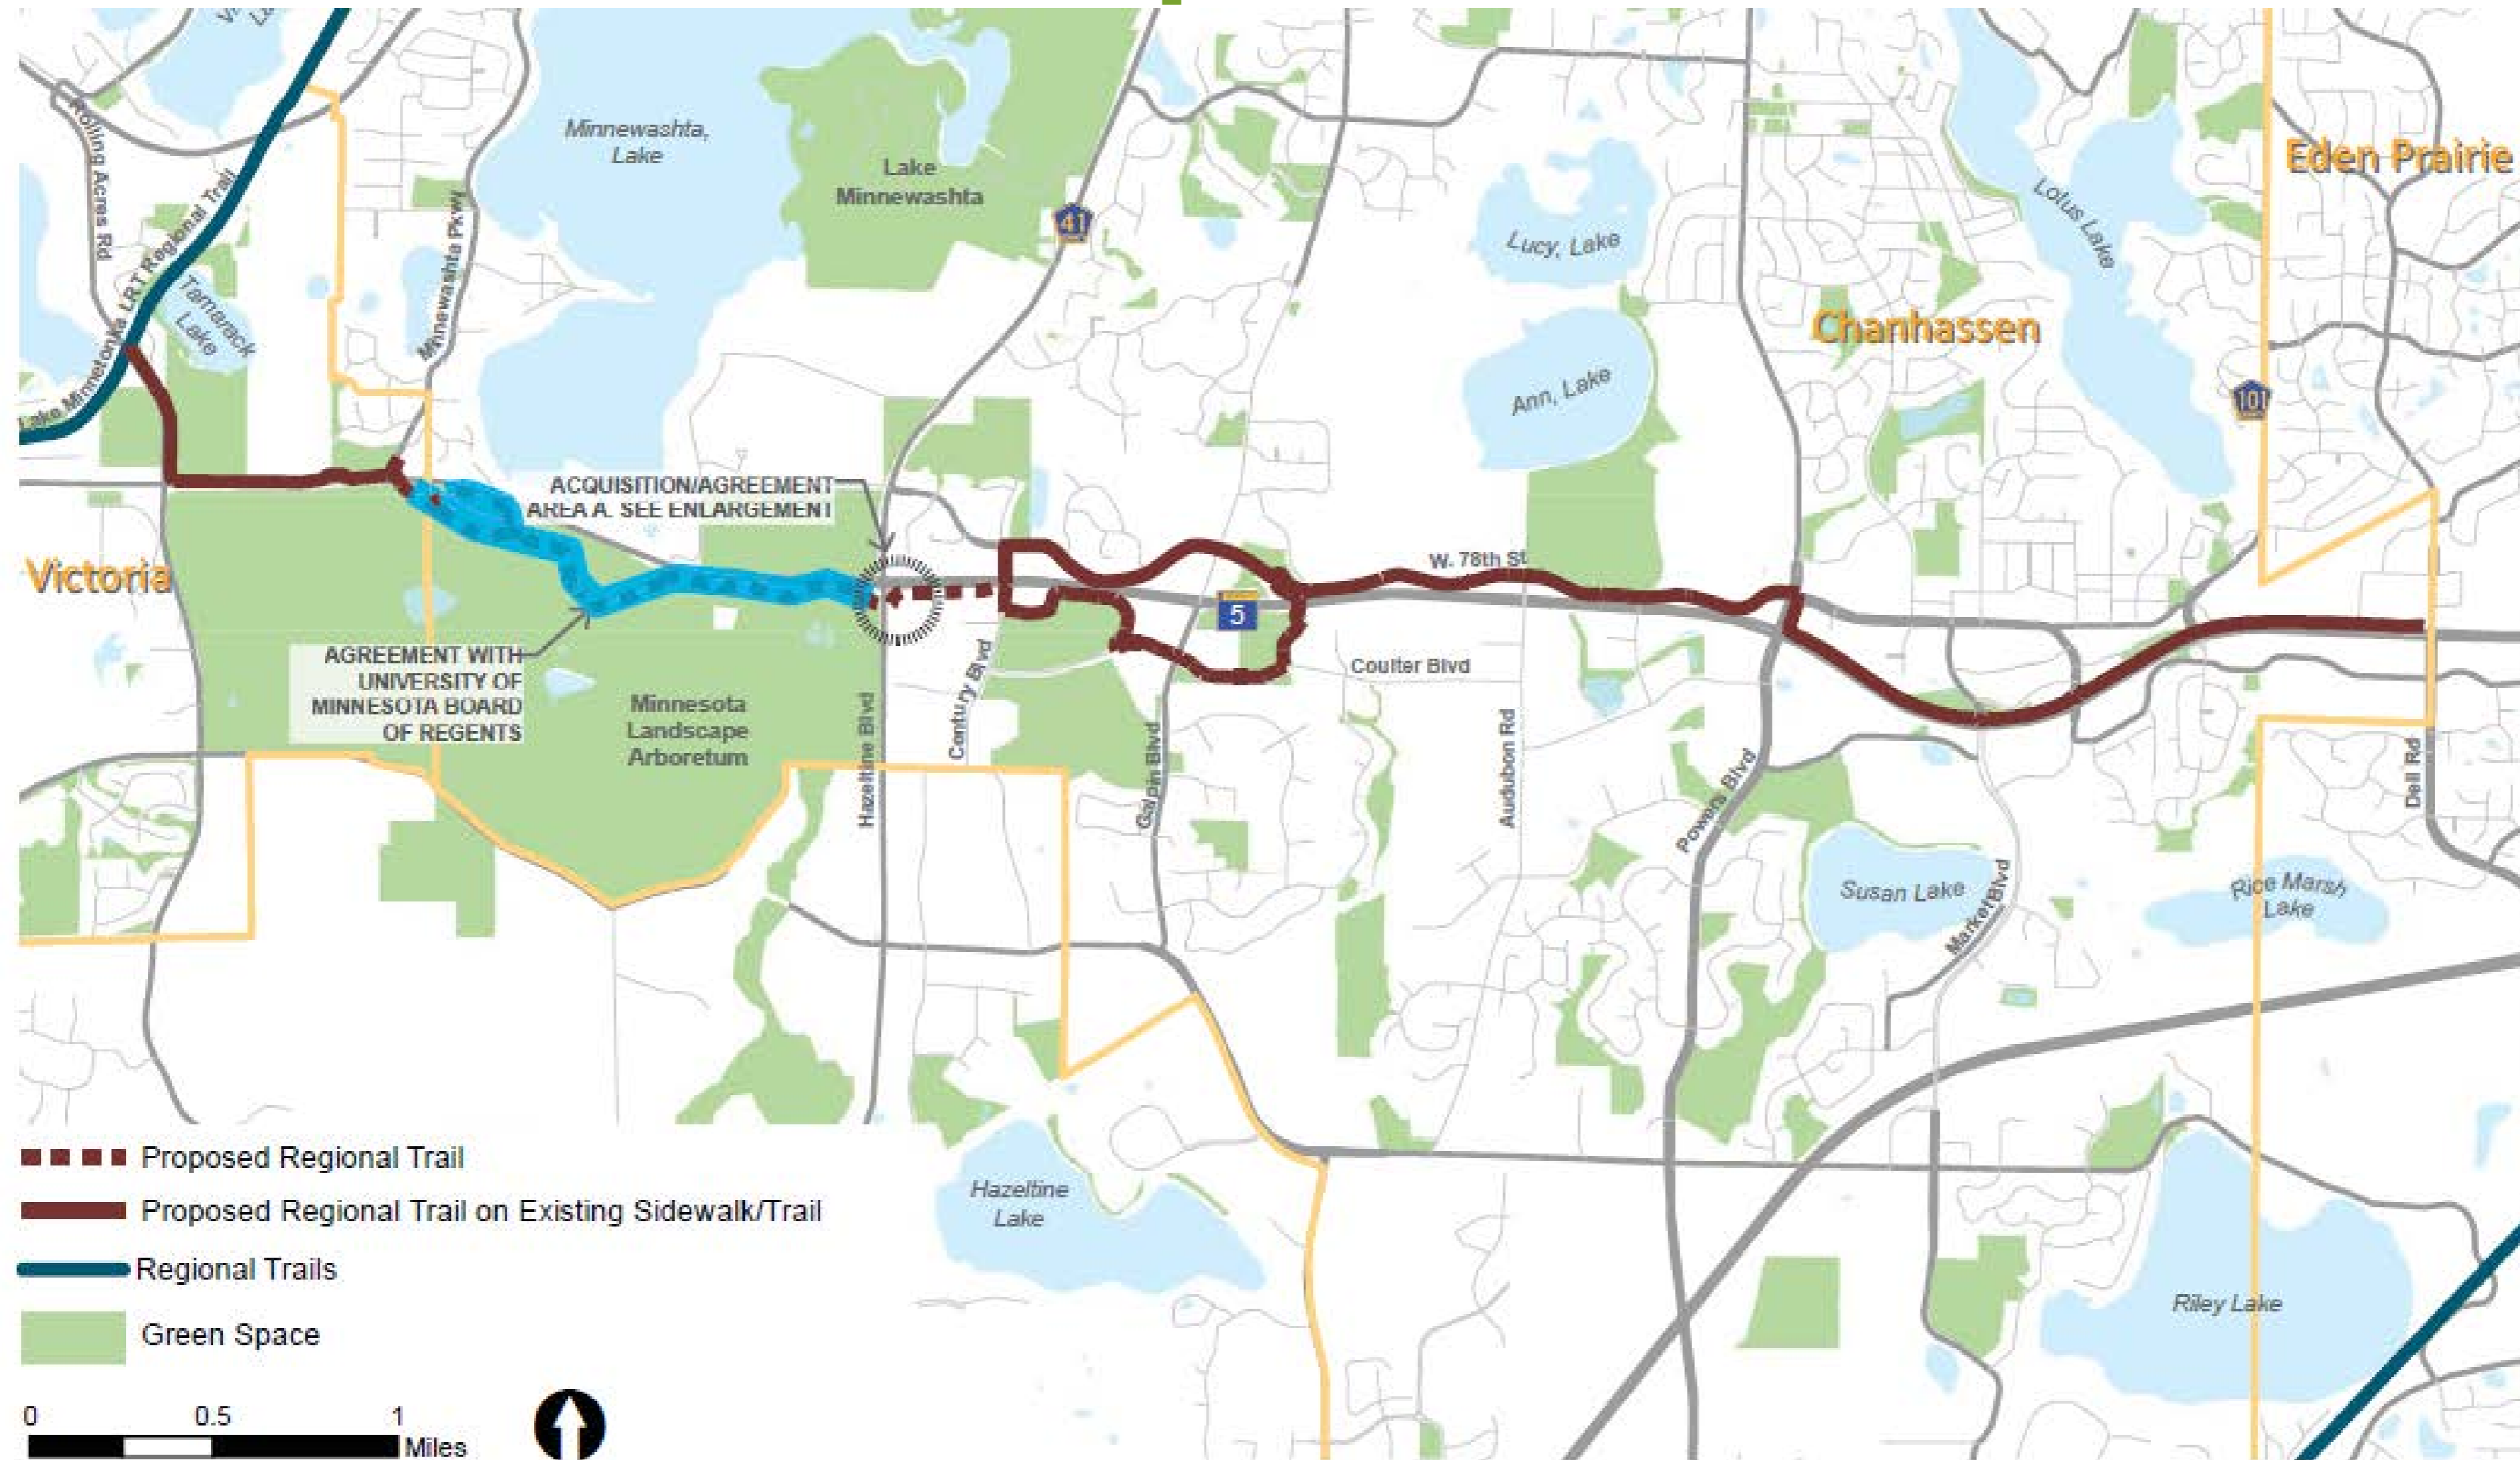 Minnewashta,
Lake
Lake
Minnewashta
41
Eden Prairie
Rolling Acres Rd
Lake Minnetonka LRT Regional Trail
Tamarack
Lake
Minnewashta Pkwy
Lucy, Lake
Lotus Lake
Chanhassen
Ann, Lake
101
ACQUISITION/AGREEMENT
AREA A. SEE ENLARGEMENT
W. 78th St
Victoria
5
AGREEMENT WITH
UNIVERSITY OF
MINNESOTA BOARD
OF REGENTS
Minnesota
Landscape
Arboretum
Hazeltine Blvd
Century Blvd
Galpin Blvd
Coulter Blvd
Audubon Rd
Powers Blvd
Dell Rd
Susan Lake
Market Blvd
Rice Marsh
Lake
Hazeltine
Lake
Riley Lake
Proposed Regional Trail
Proposed Regional Trail on Existing Sidewalk/Trail
Regional Trails
Green Space
0 0.5 1
Miles